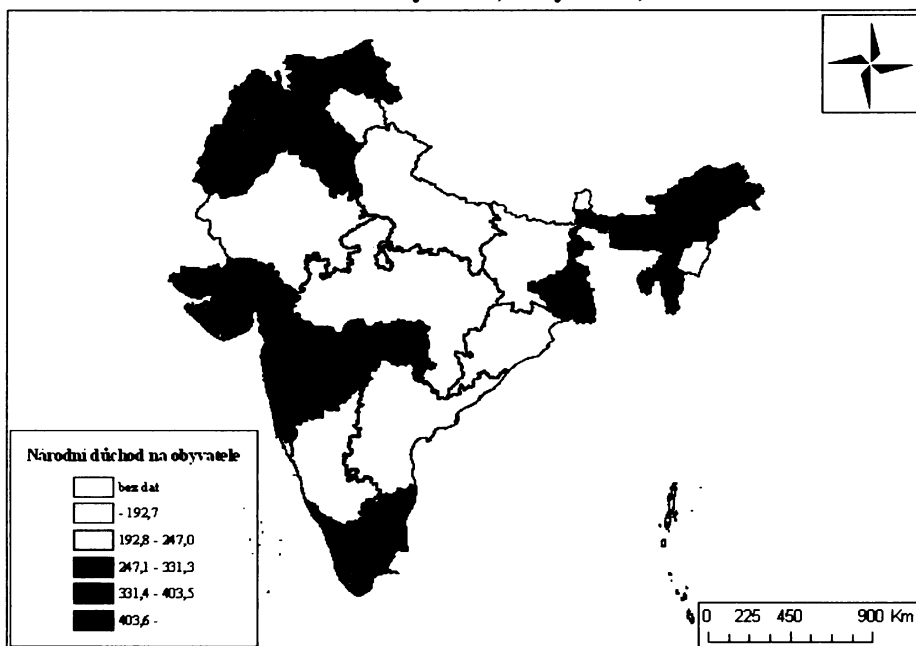 Národní důchod na obyvatele
bez dat
- 192,7
192,8 - 247,0
247,1 - 331,3
331,4 - 403,5
403,6 -
0 225 450 900 Km